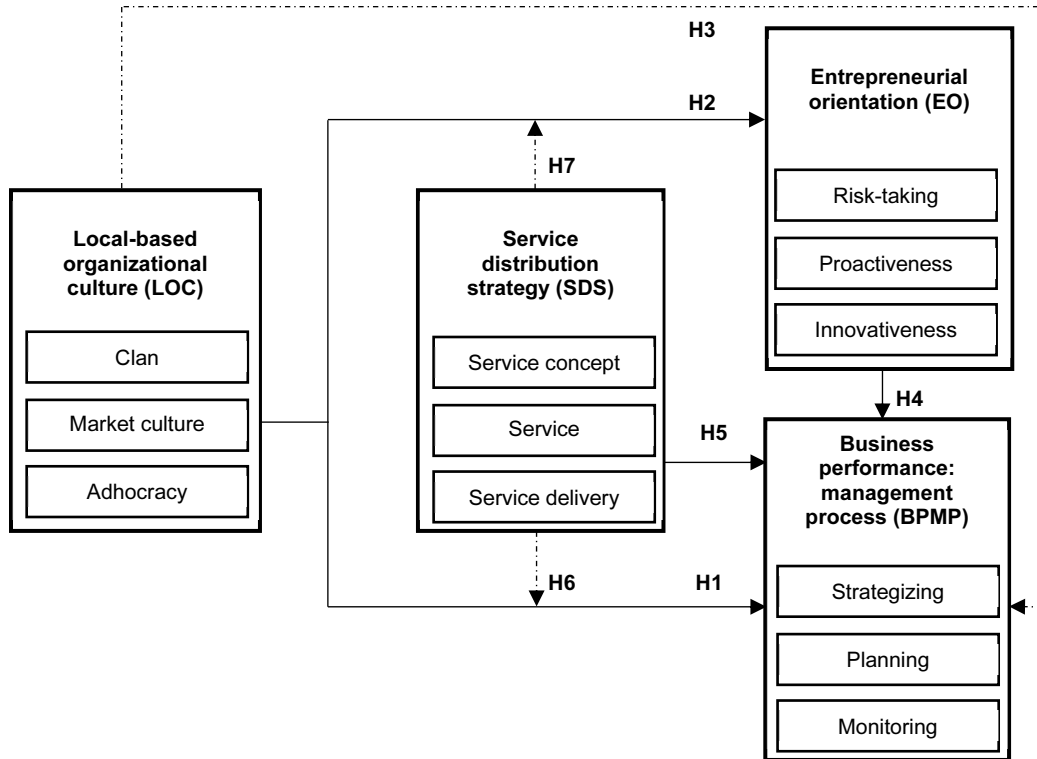 H3
H2
H7
Local-based
organizational
culture (LOC)
Clan
Market culture
Adhocracy
Service
distribution
strategy (SDS)
Service concept
Service
Service delivery
Entrepreneurial
orientation (EO)
Risk-taking
Proactiveness
Innovativeness
H4
H5
H6
H1
Business
performance:
management
process (BPMP)
Strategizing
Planning
Monitoring